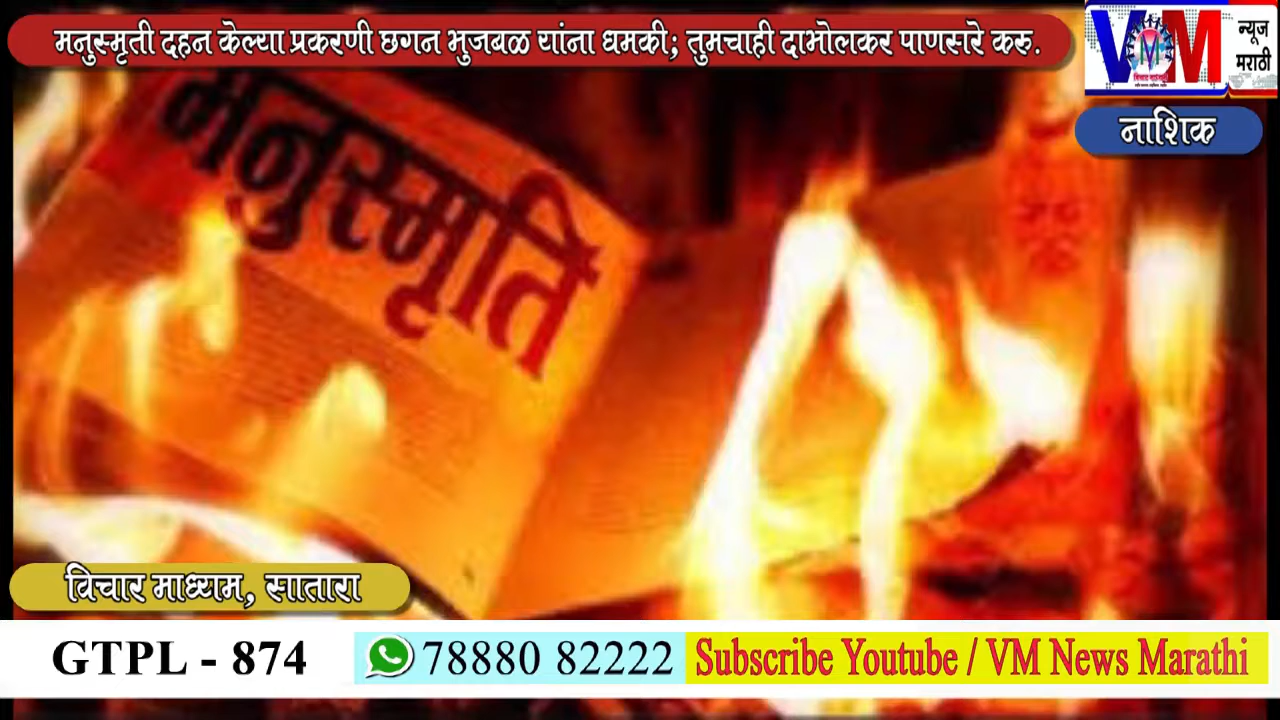 मनुस्मृती दहन केल्या प्रकरणी छगन भुजबळ यांना धमकी; तुमचाही दाभोलकर पाणसरे करु.
VM
न्यूज
मराठी
नाशिक
मनुस्मृति
विचार माध्यम, सातारा
GTPL - 874
78880 82222
Subscribe Youtube / VM News Marathi